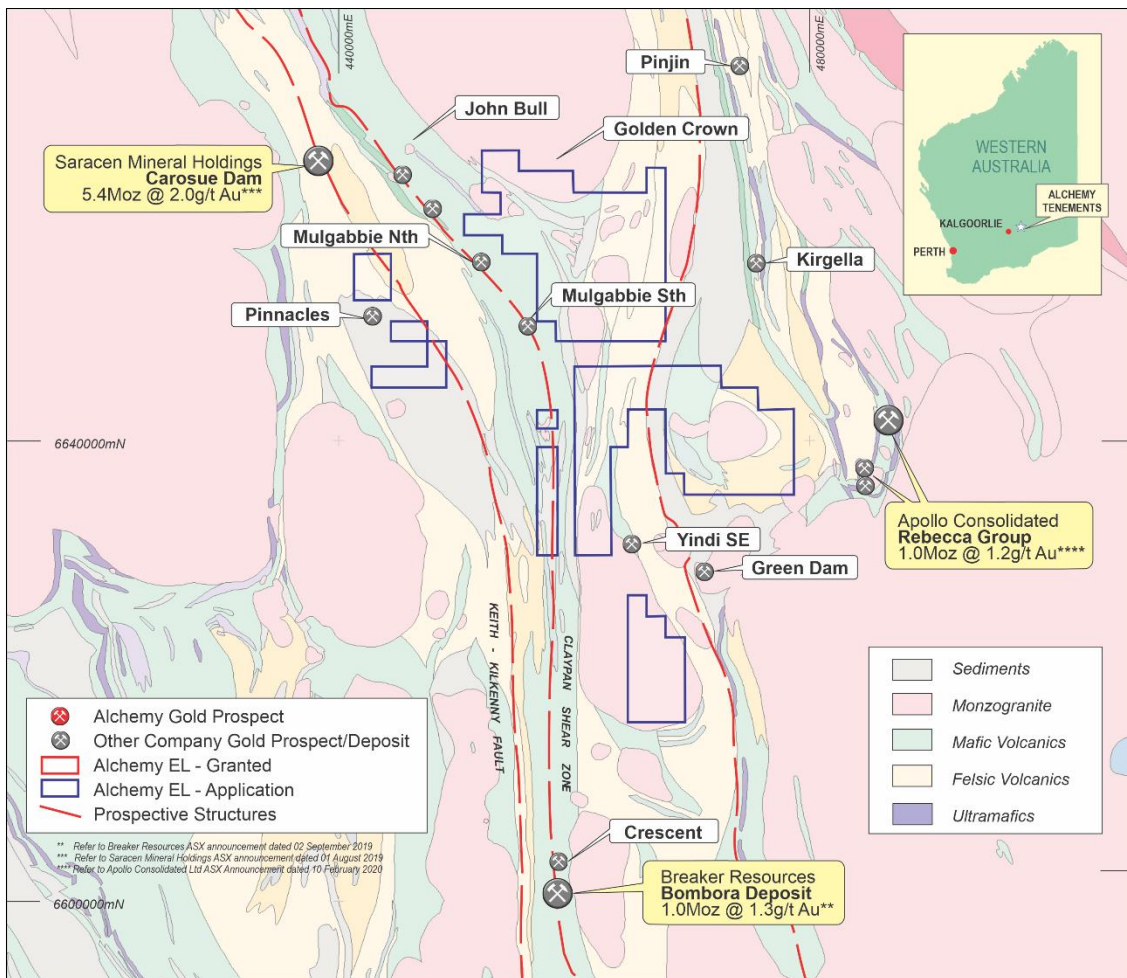 440000mE
480000mE
Pinjin
John Bull
Golden Crown
Saracen Mineral Holdings
Carosue Dam
5.4Moz @ 2.0g/t Au***
WESTERN
AUSTRALIA
ALCHEMY
TENEMENTS
KALGOORLIE
PERTH
Mulgabbie Nth
Kirgella
Pinnacles
Mulgabbie Sth
6640000mN
Apollo Consolidated
Rebecca Group
1.0Moz @ 1.2g/t Au****
Yindi SE
Green Dam
KEITH - KILKENNY FAULT
CLAYPAN SHEAR ZONE
Sediments
Monzogranite
Mafic Volcanics
Felsic Volcanics
Ultramafics
Alchemy Gold Prospect
Other Company Gold Prospect/Deposit
Alchemy EL - Granted
Alchemy EL - Application
Prospective Structures
** Refer to Breaker Resources ASX announcement dated 02 September 2019
*** Refer to Saracen Mineral Holdings ASX announcement dated 01 August 2019
**** Refer to Apollo Consolidated Ltd ASX Announcement dated 10 February 2020
Crescent
Breaker Resources
Bombora Deposit
1.0Moz @ 1.3g/t Au**
6600000mN